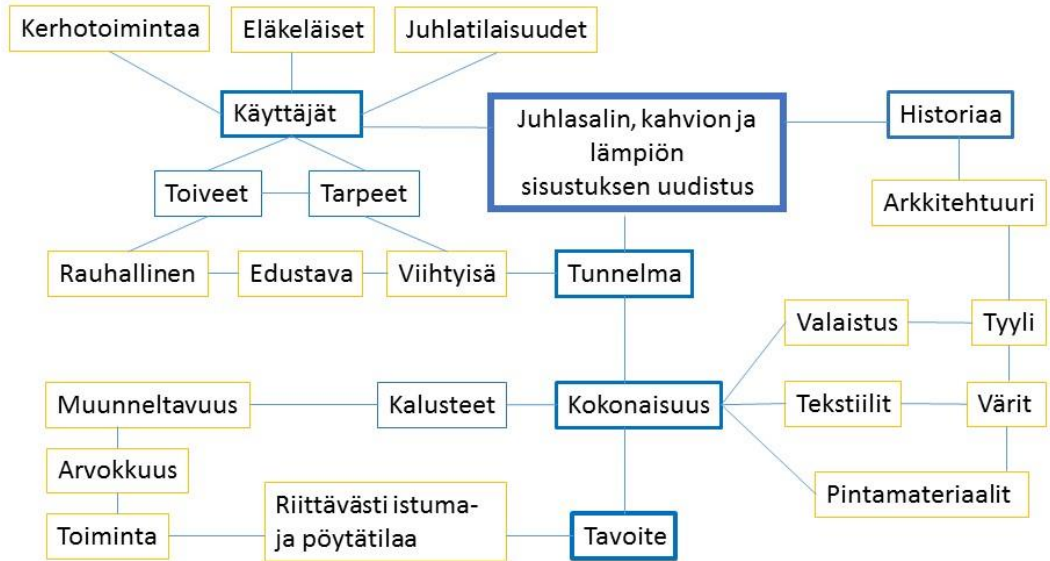 Kerhotoimintaa
Eläkeläiset
Juhlatilaisuudet
Käyttäjät
Juhlasalin, kahvion ja
lämpiön
sisustuksen uudistus
Historiaa
Toiveet
Tarpeet
Arkkitehtuuri
Rauhallinen
Edustava
Viihtyisä
Tunnelma
Valaistus
Tyyli
Muunneltavuus
Kalusteet
Kokonaisuus
Tekstiilit
Värit
Arvokkuus
Pintamateriaalit
Toiminta
Riittävästi istuma-
ja pöytätilaa
Tavoite